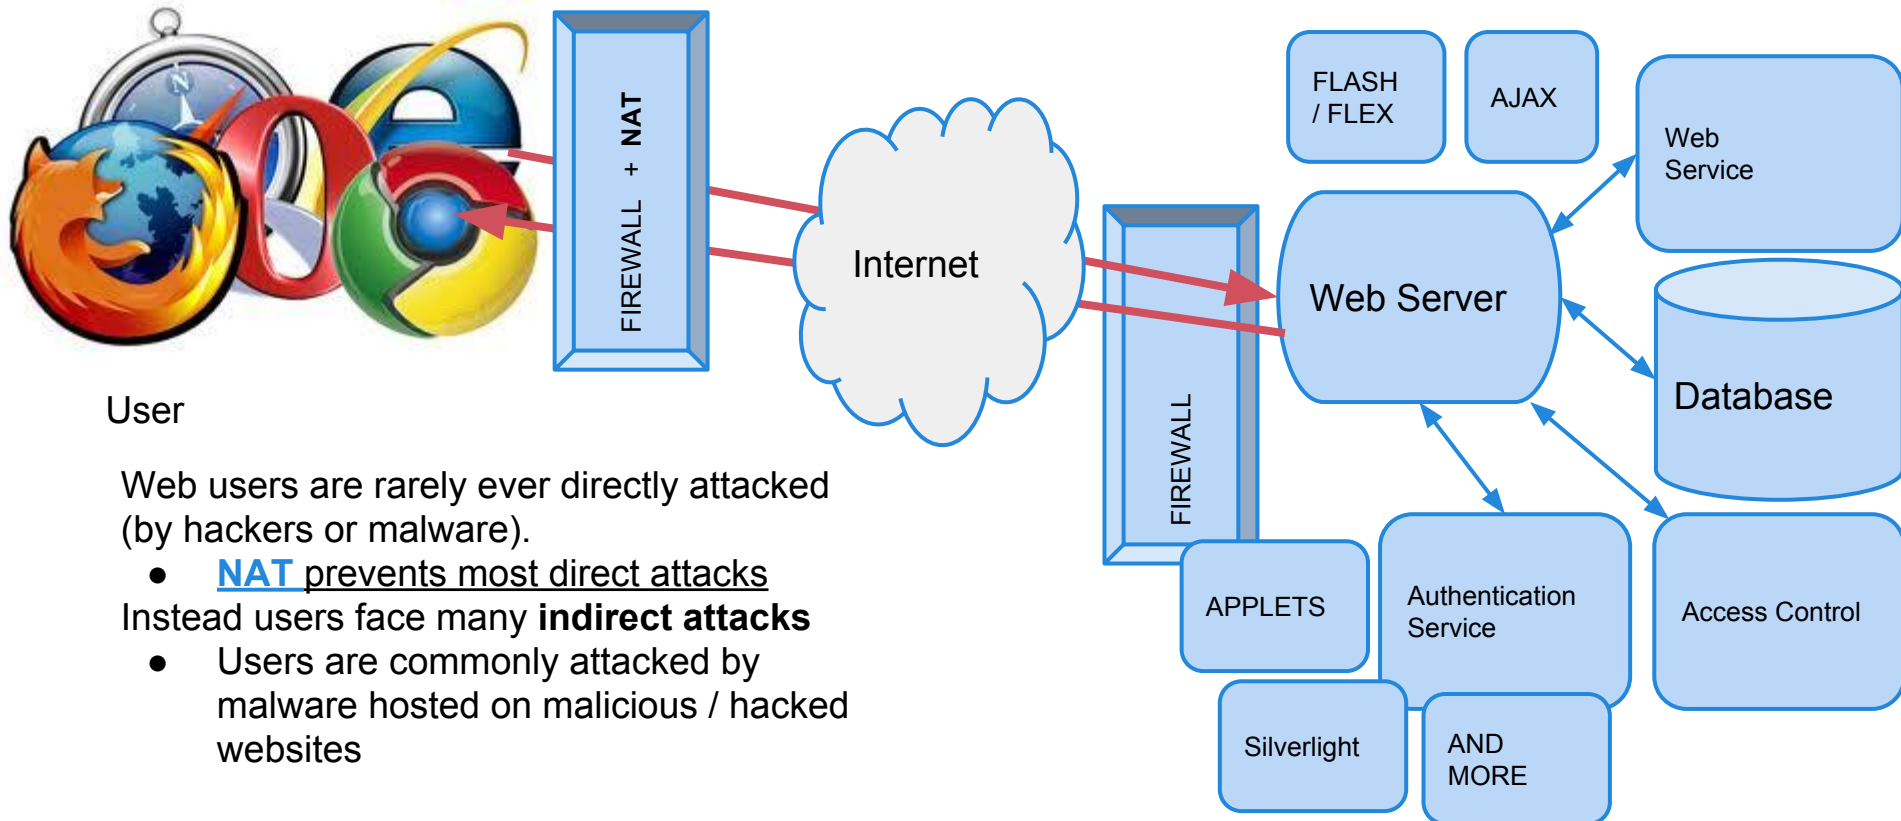 FIREWALL + NAT
Internet
FIREWALL
FLASH
/ FLEX
AJAX
Web
Service
Web Server
Database
APPLETS
Authentication
Service
Access Control
Silverlight
AND
MORE
User
Web users are rarely ever directly attacked
(by hackers or malware).
● NAT prevents most direct attacks
Instead users face many indirect attacks
● Users are commonly attacked by
malware hosted on malicious / hacked
websites
N